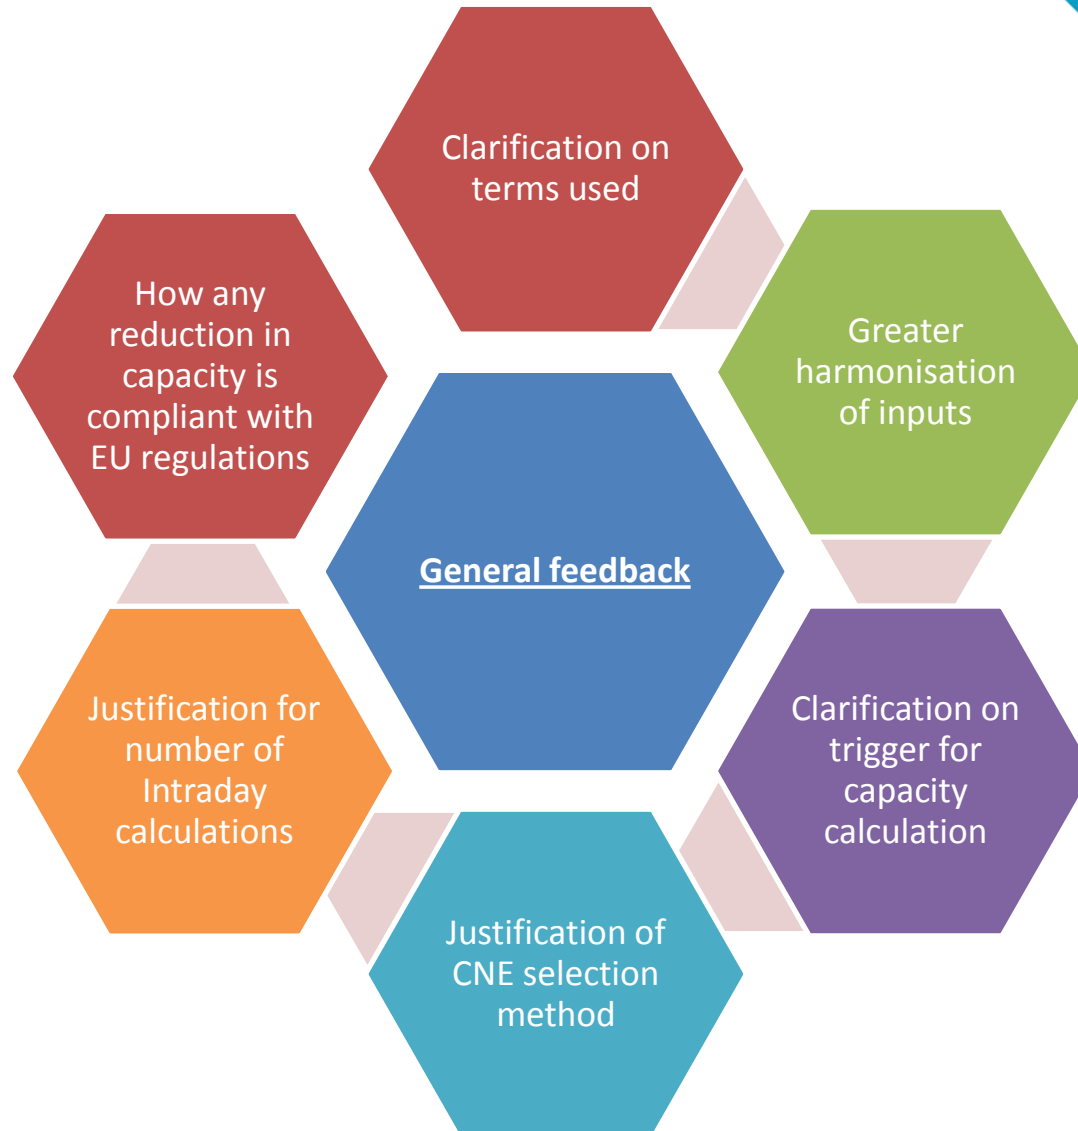 Clarification on
terms used
Greater
harmonisation
of inputs
Clarification on
trigger for
capacity
calculation
Justification of
CNE selection
method
Justification for
number of
Intraday
calculations
How any
reduction in
capacity is
compliant with
EU regulations
General feedback